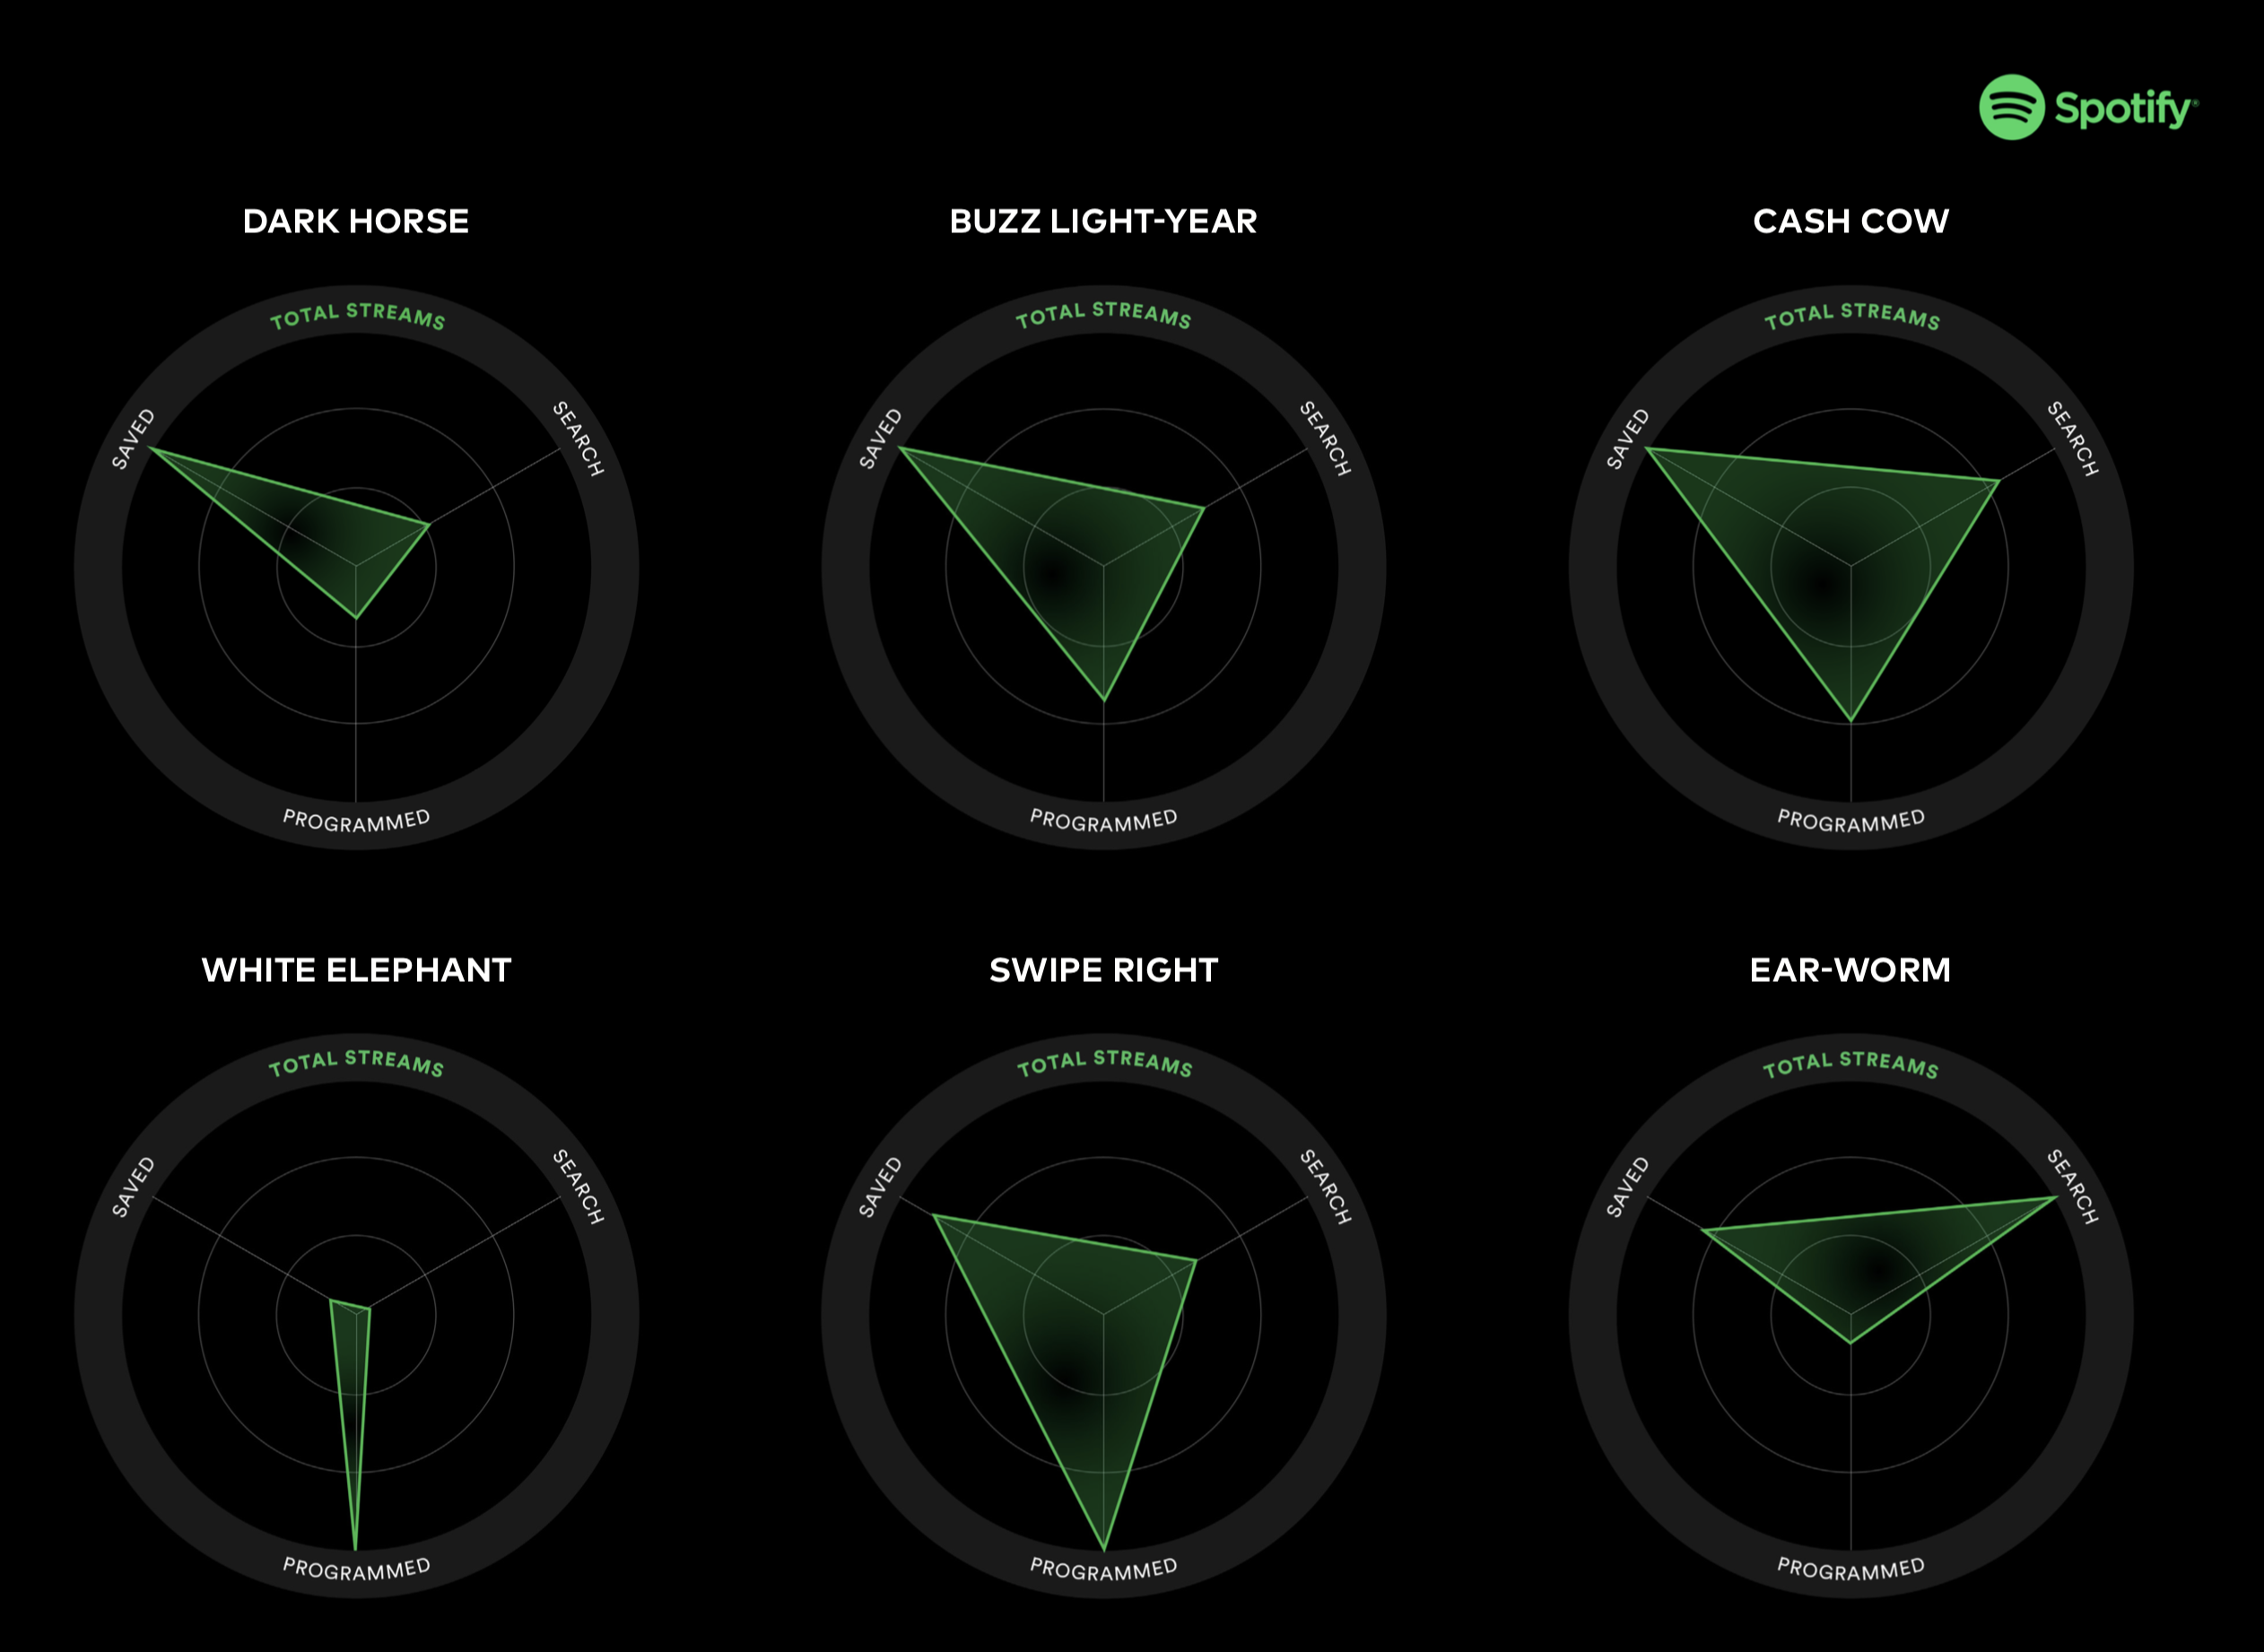 Spotify®
DARK HORSE
BUZZ LIGHT-YEAR
CASH COW
TOTAL STREAMS
SAVED
SEARCH
PROGRAMMED
TOTAL STREAMS
SAVED
SEARCH
PROGRAMMED
TOTAL STREAMS
SAVED
SEARCH
PROGRAMMED
WHITE ELEPHANT
SWIPE RIGHT
EAR-WORM
TOTAL STREAMS
SAVED
SEARCH
PROGRAMMED
TOTAL STREAMS
SAVED
SEARCH
PROGRAMMED
TOTAL STREAMS
SAVED
SEARCH
PROGRAMMED